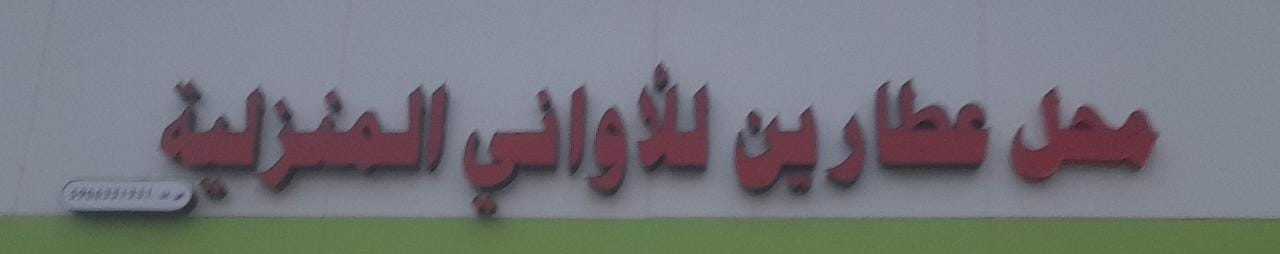 محل عطارين للأواني المنزلية